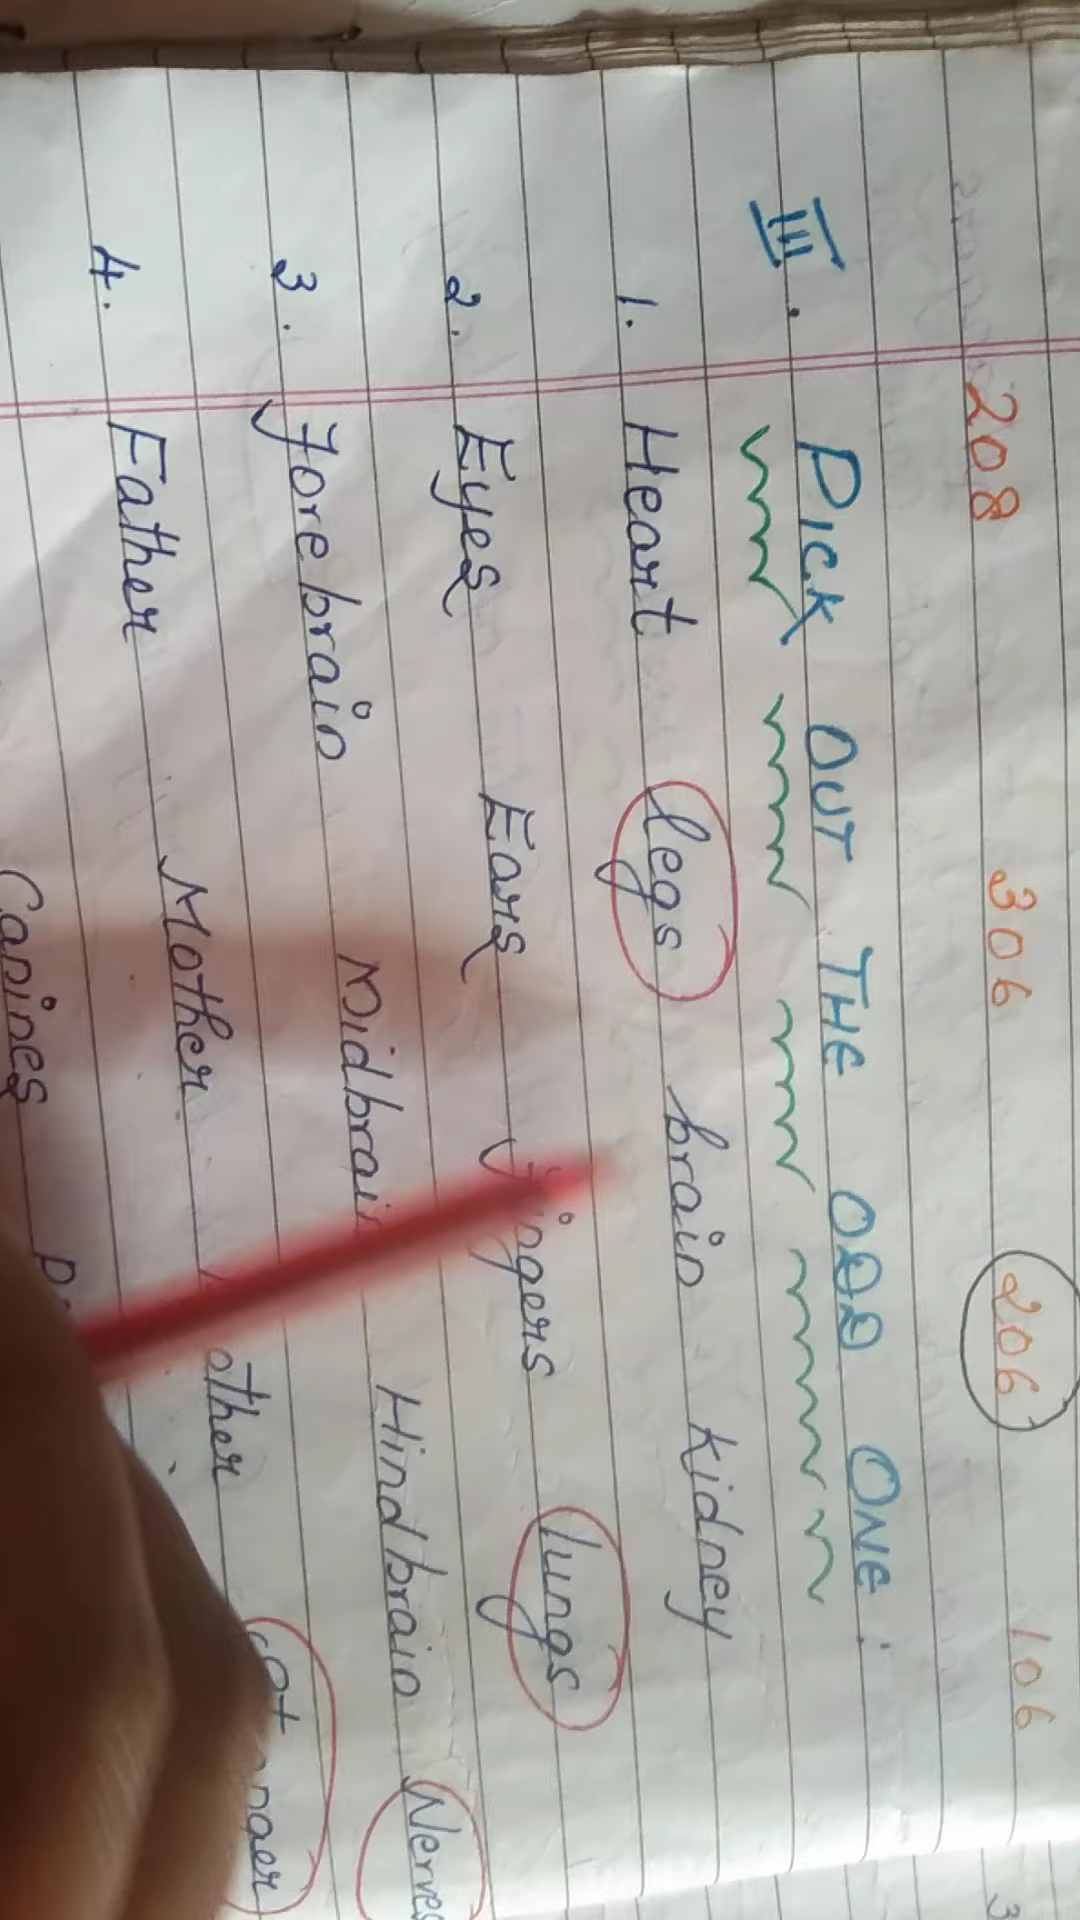 208 306 206 106
III. PICK OUT THE ODD ONE :
1. Heart legs brain kidney
2. Eyes Ears lungs
3. Forebrain Midbrain Hindbrain Nerves
4. Father Mother
Canines